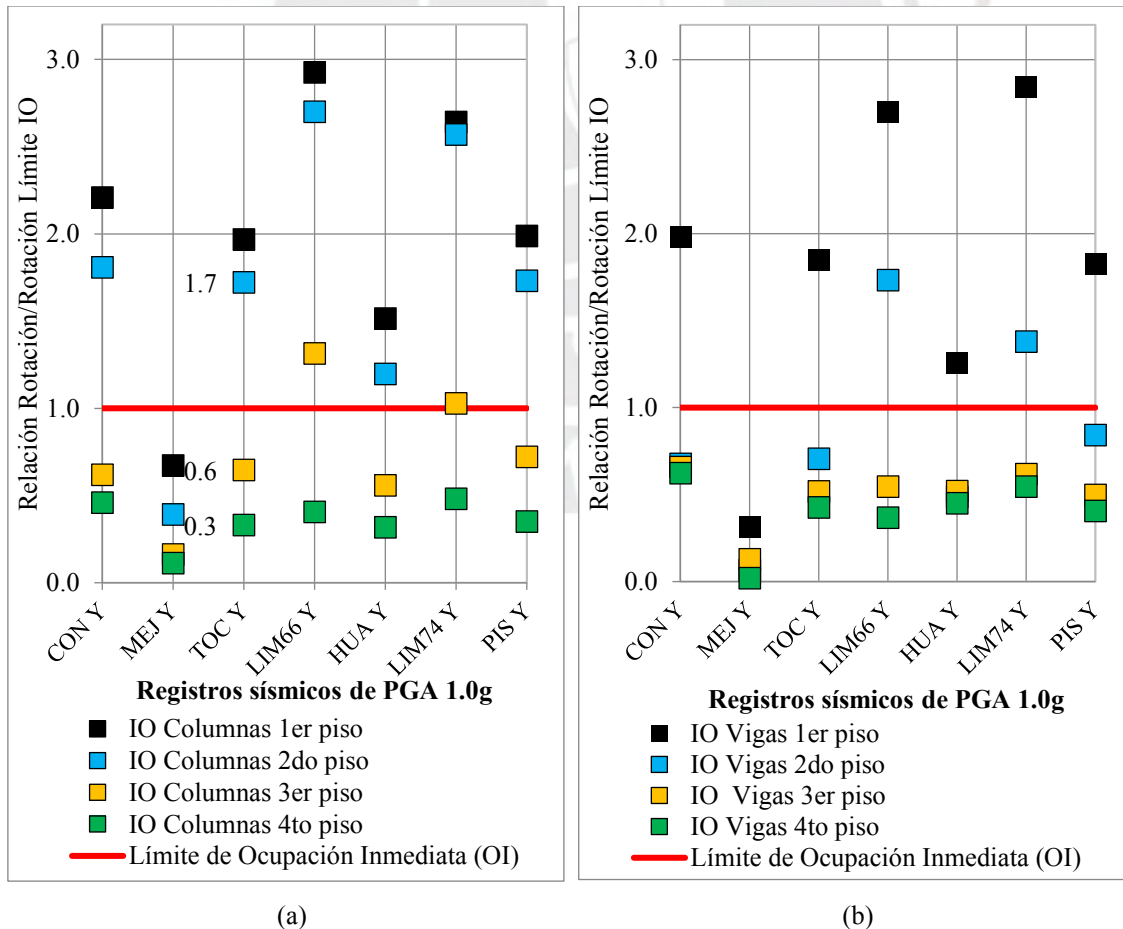 Relación Rotación/Rotación Límite IO
3.0
2.0
1.0
0.0
1.7
0.6
0.3
CON Y
MEJ Y
TOC Y
LIM66 Y
HUA Y
LIM74 Y
PIS Y
Registros sísmicos de PGA 1.0g
IO Columnas 1er piso
IO Columnas 2do piso
IO Columnas 3er piso
IO Columnas 4to piso
Límite de Ocupación Inmediata (OI)
(a)
Relación Rotación/Rotación Límite IO
3.0
2.0
1.0
0.0
CON Y
MEJ Y
TOC Y
LIM66 Y
HUA Y
LIM74 Y
PIS Y
Registros sísmicos de PGA 1.0g
IO Vigas 1er piso
IO Vigas 2do piso
IO Vigas 3er piso
IO Vigas 4to piso
Límite de Ocupación Inmediata (OI)
(b)